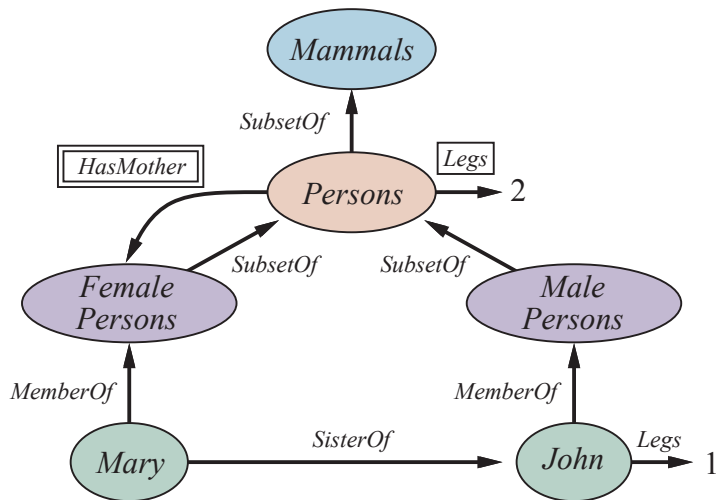 Mammals
SubsetOf
HasMother
Legs
Persons
2
SubsetOf
SubsetOf
Female
Persons
Male
Persons
MemberOf
MemberOf
SisterOf
Legs
Mary
John
1